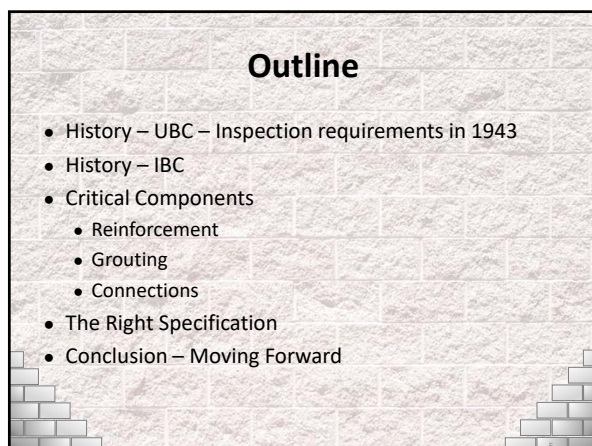 Outline
• History – UBC – Inspection requirements in 1943
• History – IBC
• Critical Components
• Reinforcement
• Grouting
• Connections
• The Right Specification
• Conclusion – Moving Forward